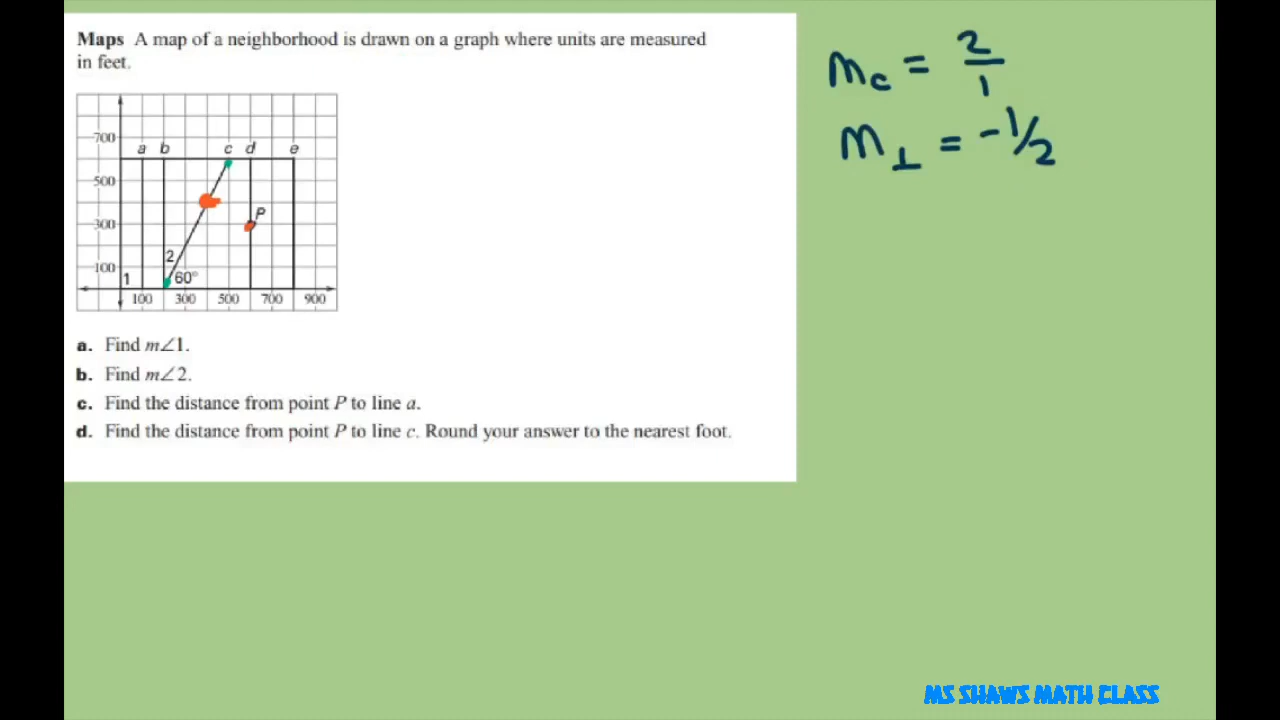 Maps A map of a neighborhood is drawn on a graph where units are measured
in feet.
700
500
300
100
a b c d e
P
2
1
60°
100 300 500 700 900
a. Find m∠1.
b. Find m∠2.
c. Find the distance from point P to line a.
d. Find the distance from point P to line c. Round your answer to the nearest foot.
m_c = 2/1
m_⊥ = -1/2
MS SHAWS MATH CLASS